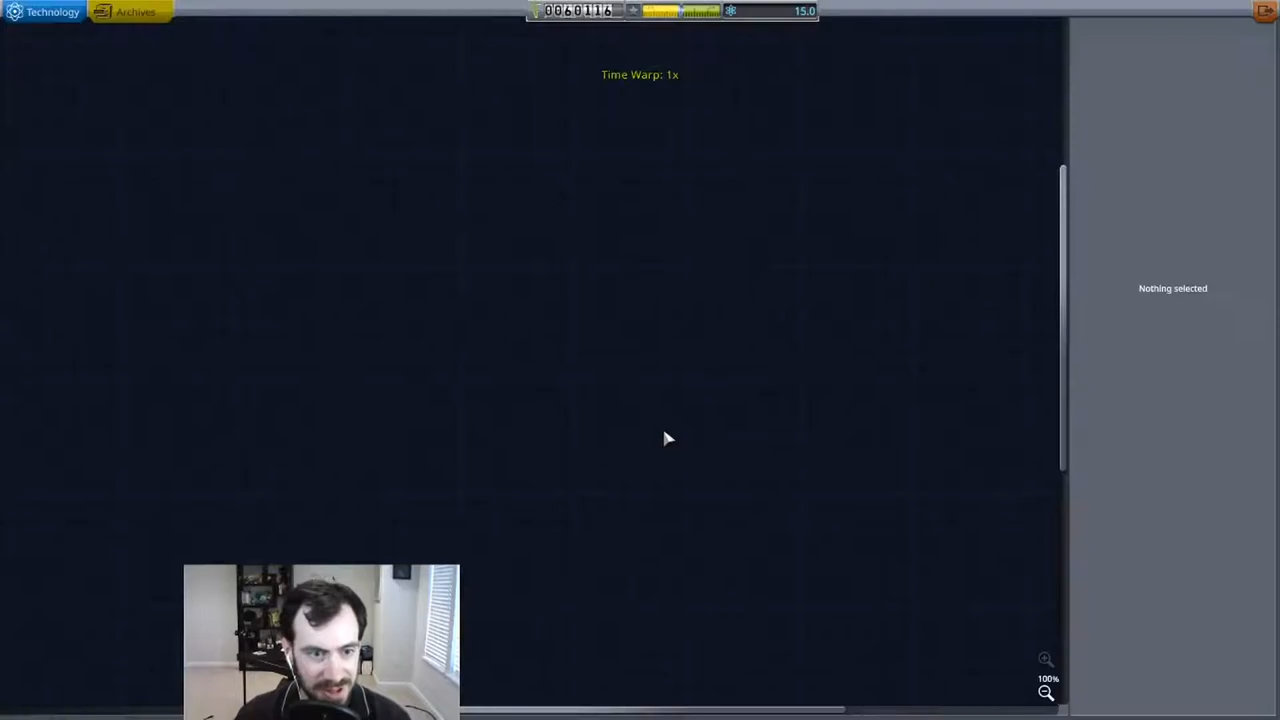 Technology
Archives
0060116
15.0
Time Warp: 1x
Nothing selected
100%